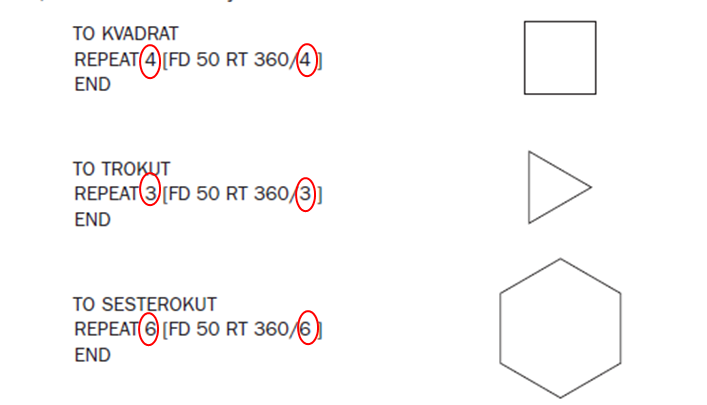 TO KVADRAT
REPEAT 4 [FD 50 RT 360/4 ]
END
TO TROKUT
REPEAT 3 [FD 50 RT 360/3 ]
END
TO SESTEROKUT
REPEAT 6 [FD 50 RT 360/6 ]
END